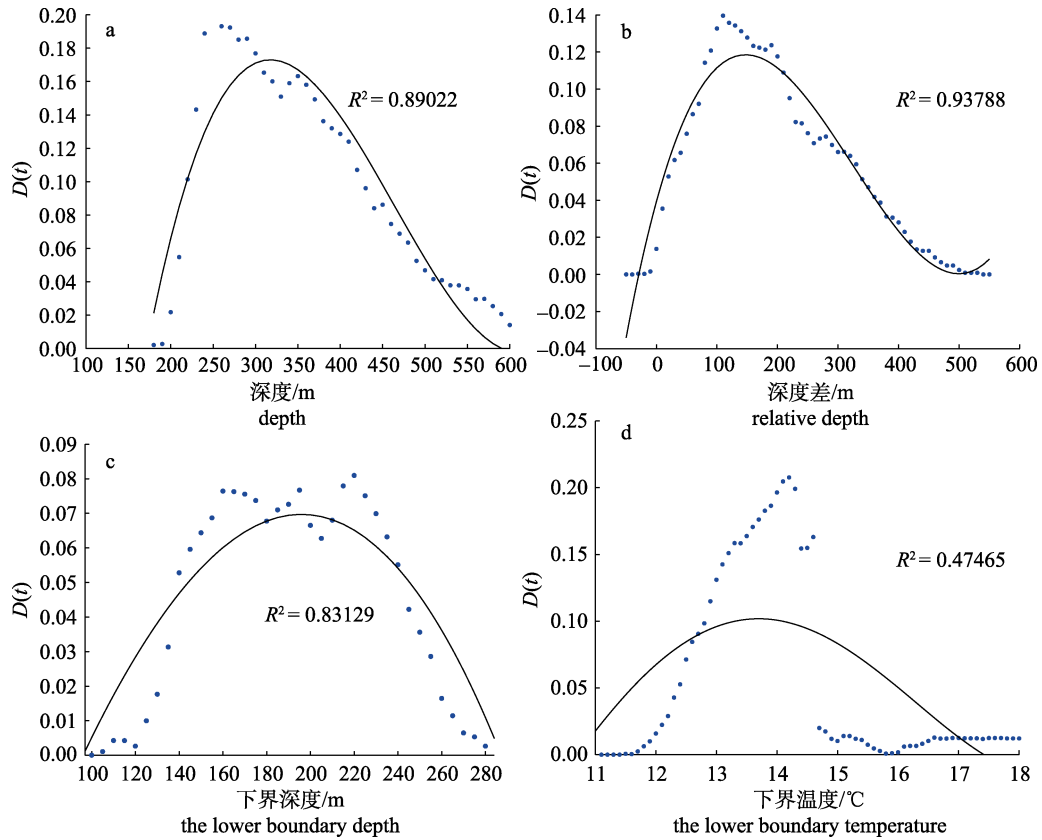 a
0.20
0.18
0.16
0.14
0.12
0.10
0.08
0.06
0.04
0.02
0.00
D(t)
R² = 0.89022
100 150 200 250 300 350 400 450 500 550 600
深度/m
depth
b
0.14
0.12
0.10
0.08
0.06
0.04
0.02
0.00
−0.02
−0.04
D(t)
R² = 0.93788
−100 0 100 200 300 400 500 600
深度差/m
relative depth
c
0.09
0.08
0.07
0.06
0.05
0.04
0.03
0.02
0.01
0.00
D(t)
R² = 0.83129
100 120 140 160 180 200 220 240 260 280
下界深度/m
the lower boundary depth
d
0.25
0.20
0.15
0.10
0.05
0.00
D(t)
R² = 0.47465
11 12 13 14 15 16 17 18
下界温度/℃
the lower boundary temperature